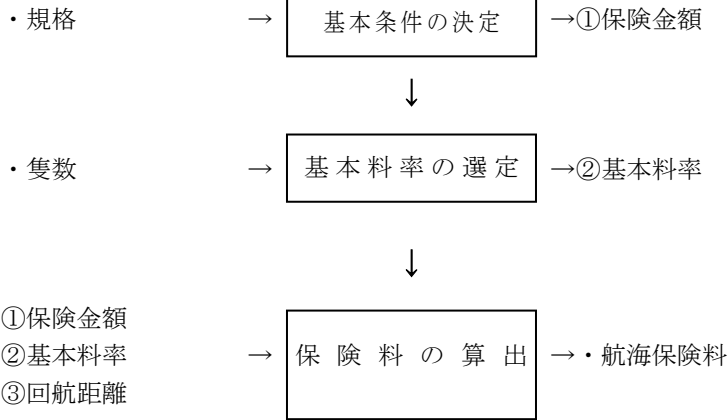 ・規格 → 基本条件の決定 →①保険金額
↓
・隻数 → 基本料率の選定 →②基本料率
↓
①保険金額
②基本料率 → 保険料の算出 →・航海保険料
③回航距離